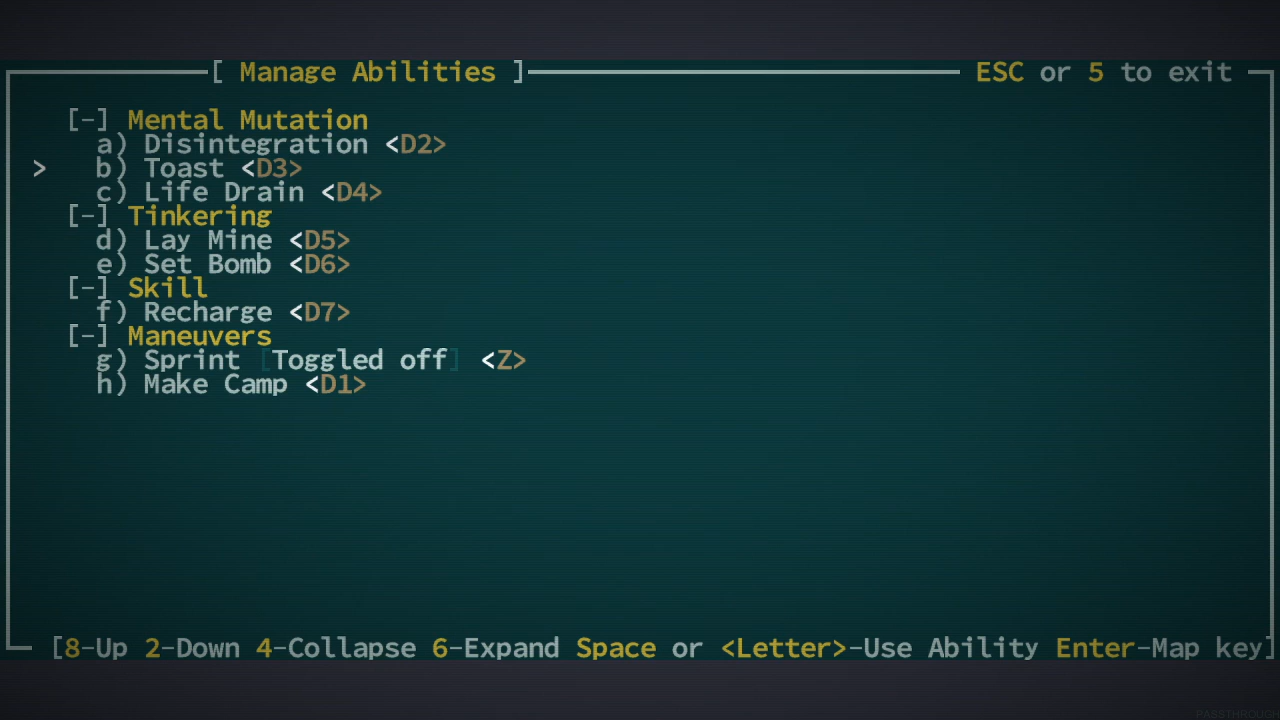 [ Manage Abilities ] ESC or 5 to exit
[-] Mental Mutation
a) Disintegration <D2>
> b) Toast <D3>
c) Life Drain <D4>
[-] Tinkering
d) Lay Mine <D5>
e) Set Bomb <D6>
[-] Skill
f) Recharge <D7>
[-] Maneuvers
g) Sprint [Toggled off] <Z>
h) Make Camp <D1>
[8-Up 2-Down 4-Collapse 6-Expand Space or <Letter>-Use Ability Enter-Map key]
PASSTHROUGH